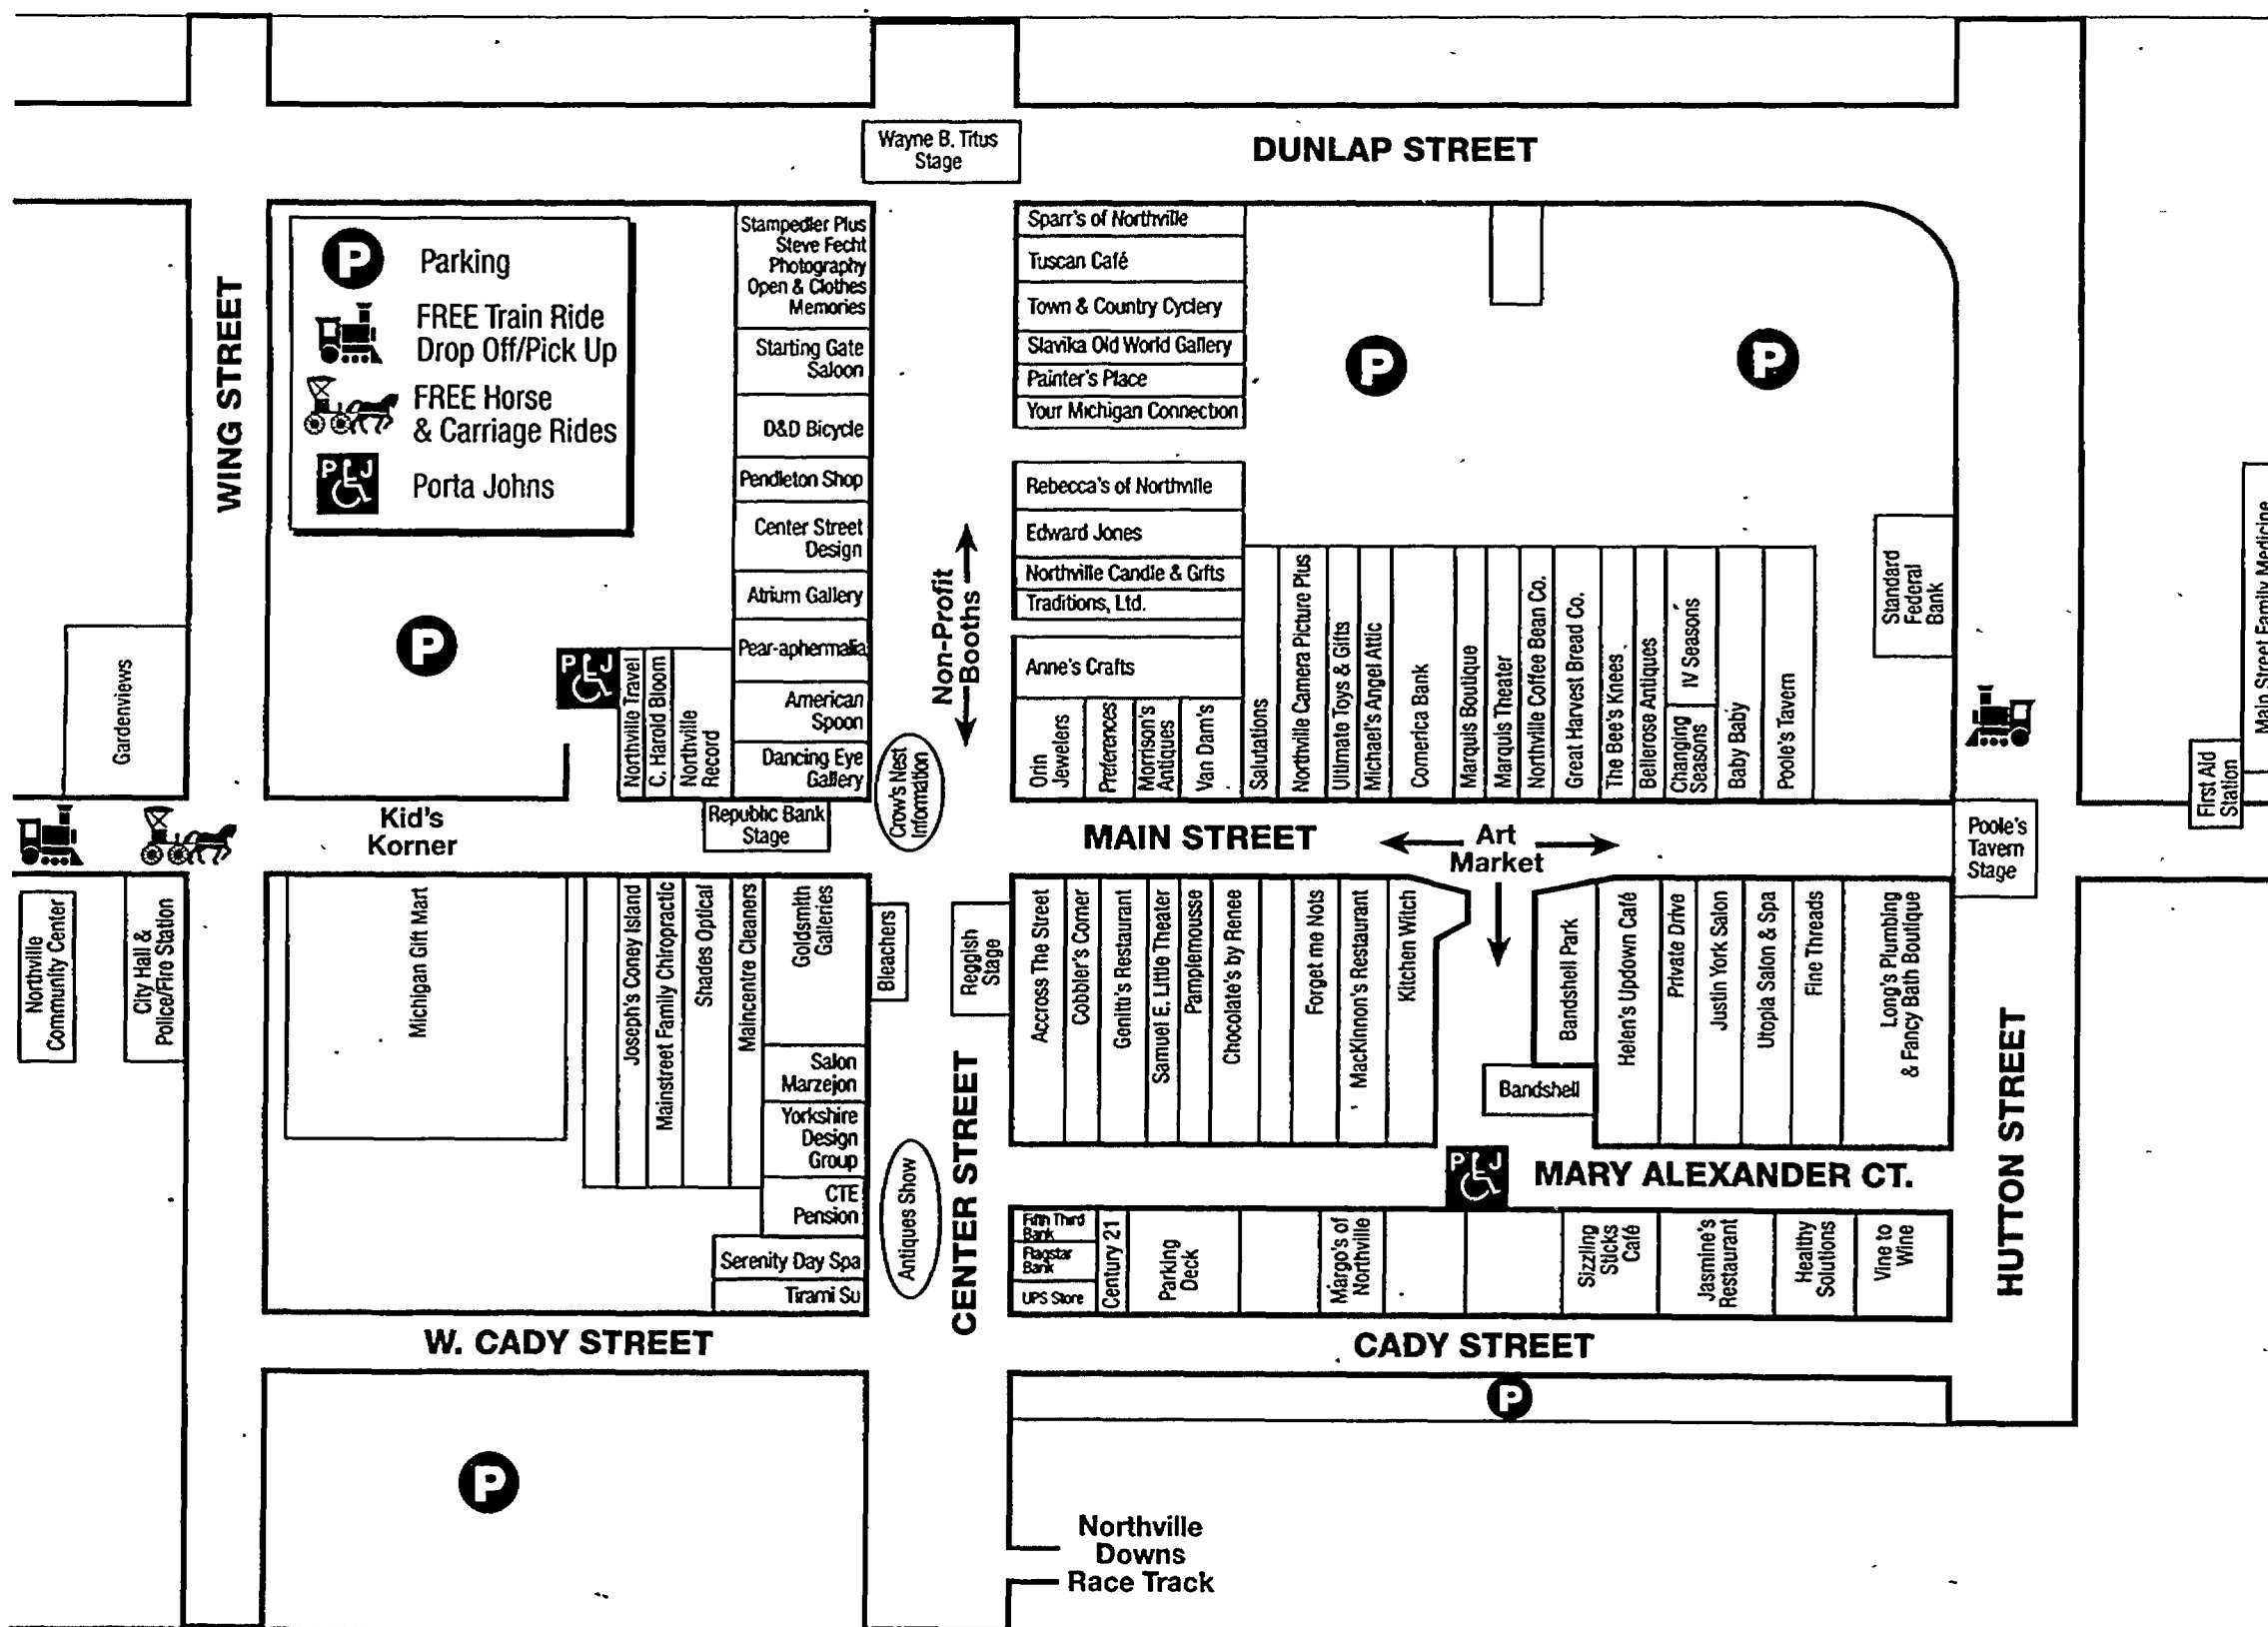 Wayne B. Titus
Stage
DUNLAP STREET
WING STREET
P Parking
FREE Train Ride
Drop Off/Pick Up
FREE Horse
& Carriage Rides
P J Porta Johns
Stampedler Plus
Steve Fecht
Photography
Open & Clothes
Memories
Starting Gate
Saloon
D&D Bicycle
Pendleton Shop
Center Street
Design
Atrium Gallery
Pear-aphermalia
American
Spoon
Dancing Eye
Gallery
Sparr's of Northville
Tuscan Café
Town & Country Cyclery
Slavika Old World Gallery
Painter's Place
Your Michigan Connection
P
P
Rebecca's of Northville
Edward Jones
Northville Candle & Gifts
Traditions, Ltd.
Anne's Crafts
Non-Profit
Booths
P
P J
Gardenviews
Northville Travel
C. Harold Bloom
Northville
Record
Crow's Nest
Information
Orin
Jewelers
Preferences
Morrison's
Antiques
Van Dam's
Salutations
Northville Camera Picture Plus
Ultimate Toys & Gifts
Michael's Angel Attic
Comerica Bank
Marquis Boutique
Marquis Theater
Northville Coffee Bean Co.
Great Harvest Bread Co.
The Bee's Knees
Bellerose Antiques
IV Seasons
Changing
Seasons
Baby Baby
Poole's Tavern
Standard
Federal
Bank
Main Street Family Medicine
First Aid
Station
Kid's
Korner
Republic Bank
Stage
MAIN STREET
Art
Market
Poole's
Tavern
Stage
Northville
Community Center
City Hall &
Police/Fire Station
Michigan Gift Mart
Joseph's Coney Island
Mainstreet Family Chiropractic
Shades Optical
Maincentre Cleaners
Goldsmith
Galleries
Bleachers
Reggish
Stage
Salon
Marzejon
Yorkshire
Design
Group
CTE
Pension
Serenity Day Spa
Tirami Su
Antiques Show
CENTER STREET
Accross The Street
Cobbler's Corner
Genitti's Restaurant
Samuel E. Little Theater
Pamplemousse
Chocolate's by Renee
Forget me Nots
MacKinnon's Restaurant
Kitchen Witch
Bandshell Park
Bandshell
Helen's Updown Café
Private Drive
Justin York Salon
Utopia Salon & Spa
Fine Threads
Long's Plumbing
& Fancy Bath Boutique
HUTTON STREET
P J
MARY ALEXANDER CT.
Fifth Third
Bank
Flagstar
Bank
UPS Store
Century 21
Parking
Deck
Margo's of
Northville
Sizzling
Sticks
Café
Jasmine's
Restaurant
Healthy
Solutions
Vine to
Wine
W. CADY STREET
CADY STREET
P
P
Northville
Downs
Race Track